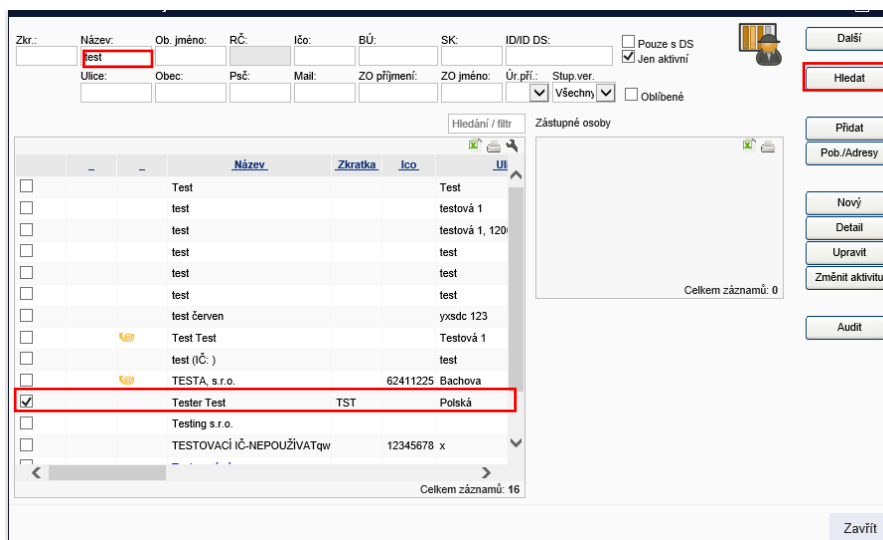 Zkr.: Název: Ob. jméno: RČ: Ičo: BÚ: SK: ID/ID DS: Pouze s DS Další
test Jen aktivní
Ulice: Obec: Psč: Mail: ZO příjmení: ZO jméno: Úr.pří.: Stup.ver. Hledat
Všechny Oblíbené
Hledání / filtr Zástupné osoby Přidat
Pob./Adresy
Název Zkratka Ico Uli
Test Test
test testová 1 Nový
test testová 1, 120 Detail
test test Upravit
test test Změnit aktivitu
test test Celkem záznamů: 0
test červen yxsdc 123
Test Test Testová 1 Audit
test (IČ: ) test
TESTA, s.r.o. 62411225 Bachova
Tester Test TST Polská
Testing s.r.o.
TESTOVACÍ IČ-NEPOUŽÍVATqw 12345678 x
Celkem záznamů: 16
Zavřít